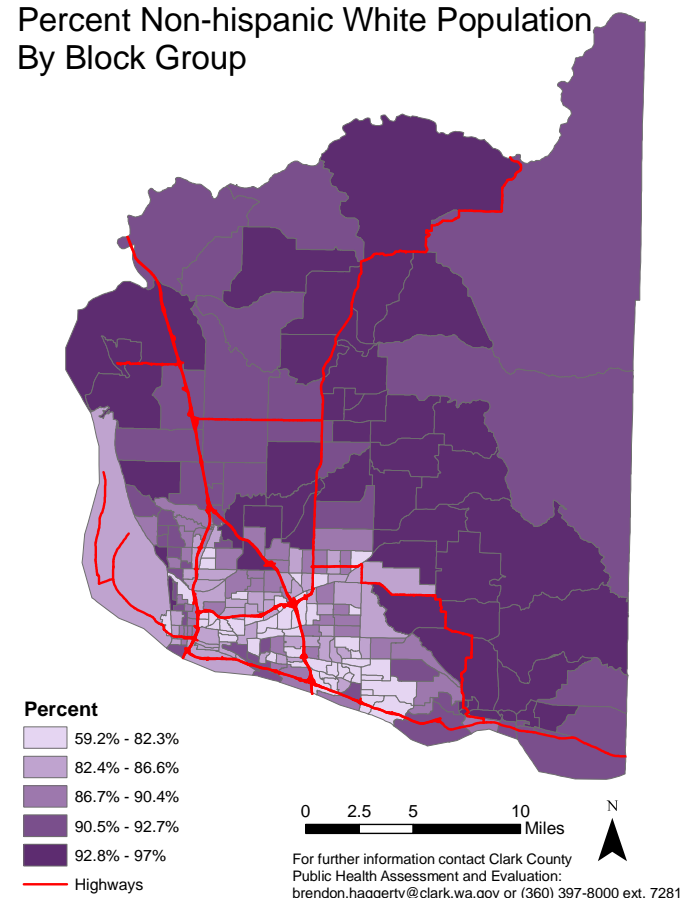 Percent Non-hispanic White Population
By Block Group
Percent
59.2% - 82.3%
82.4% - 86.6%
86.7% - 90.4%
90.5% - 92.7%
92.8% - 97%
Highways
0 2.5 5 10
Miles
N
For further information contact Clark County
Public Health Assessment and Evaluation:
brendon.haggerty@clark.wa.gov or (360) 397-8000 ext. 7281